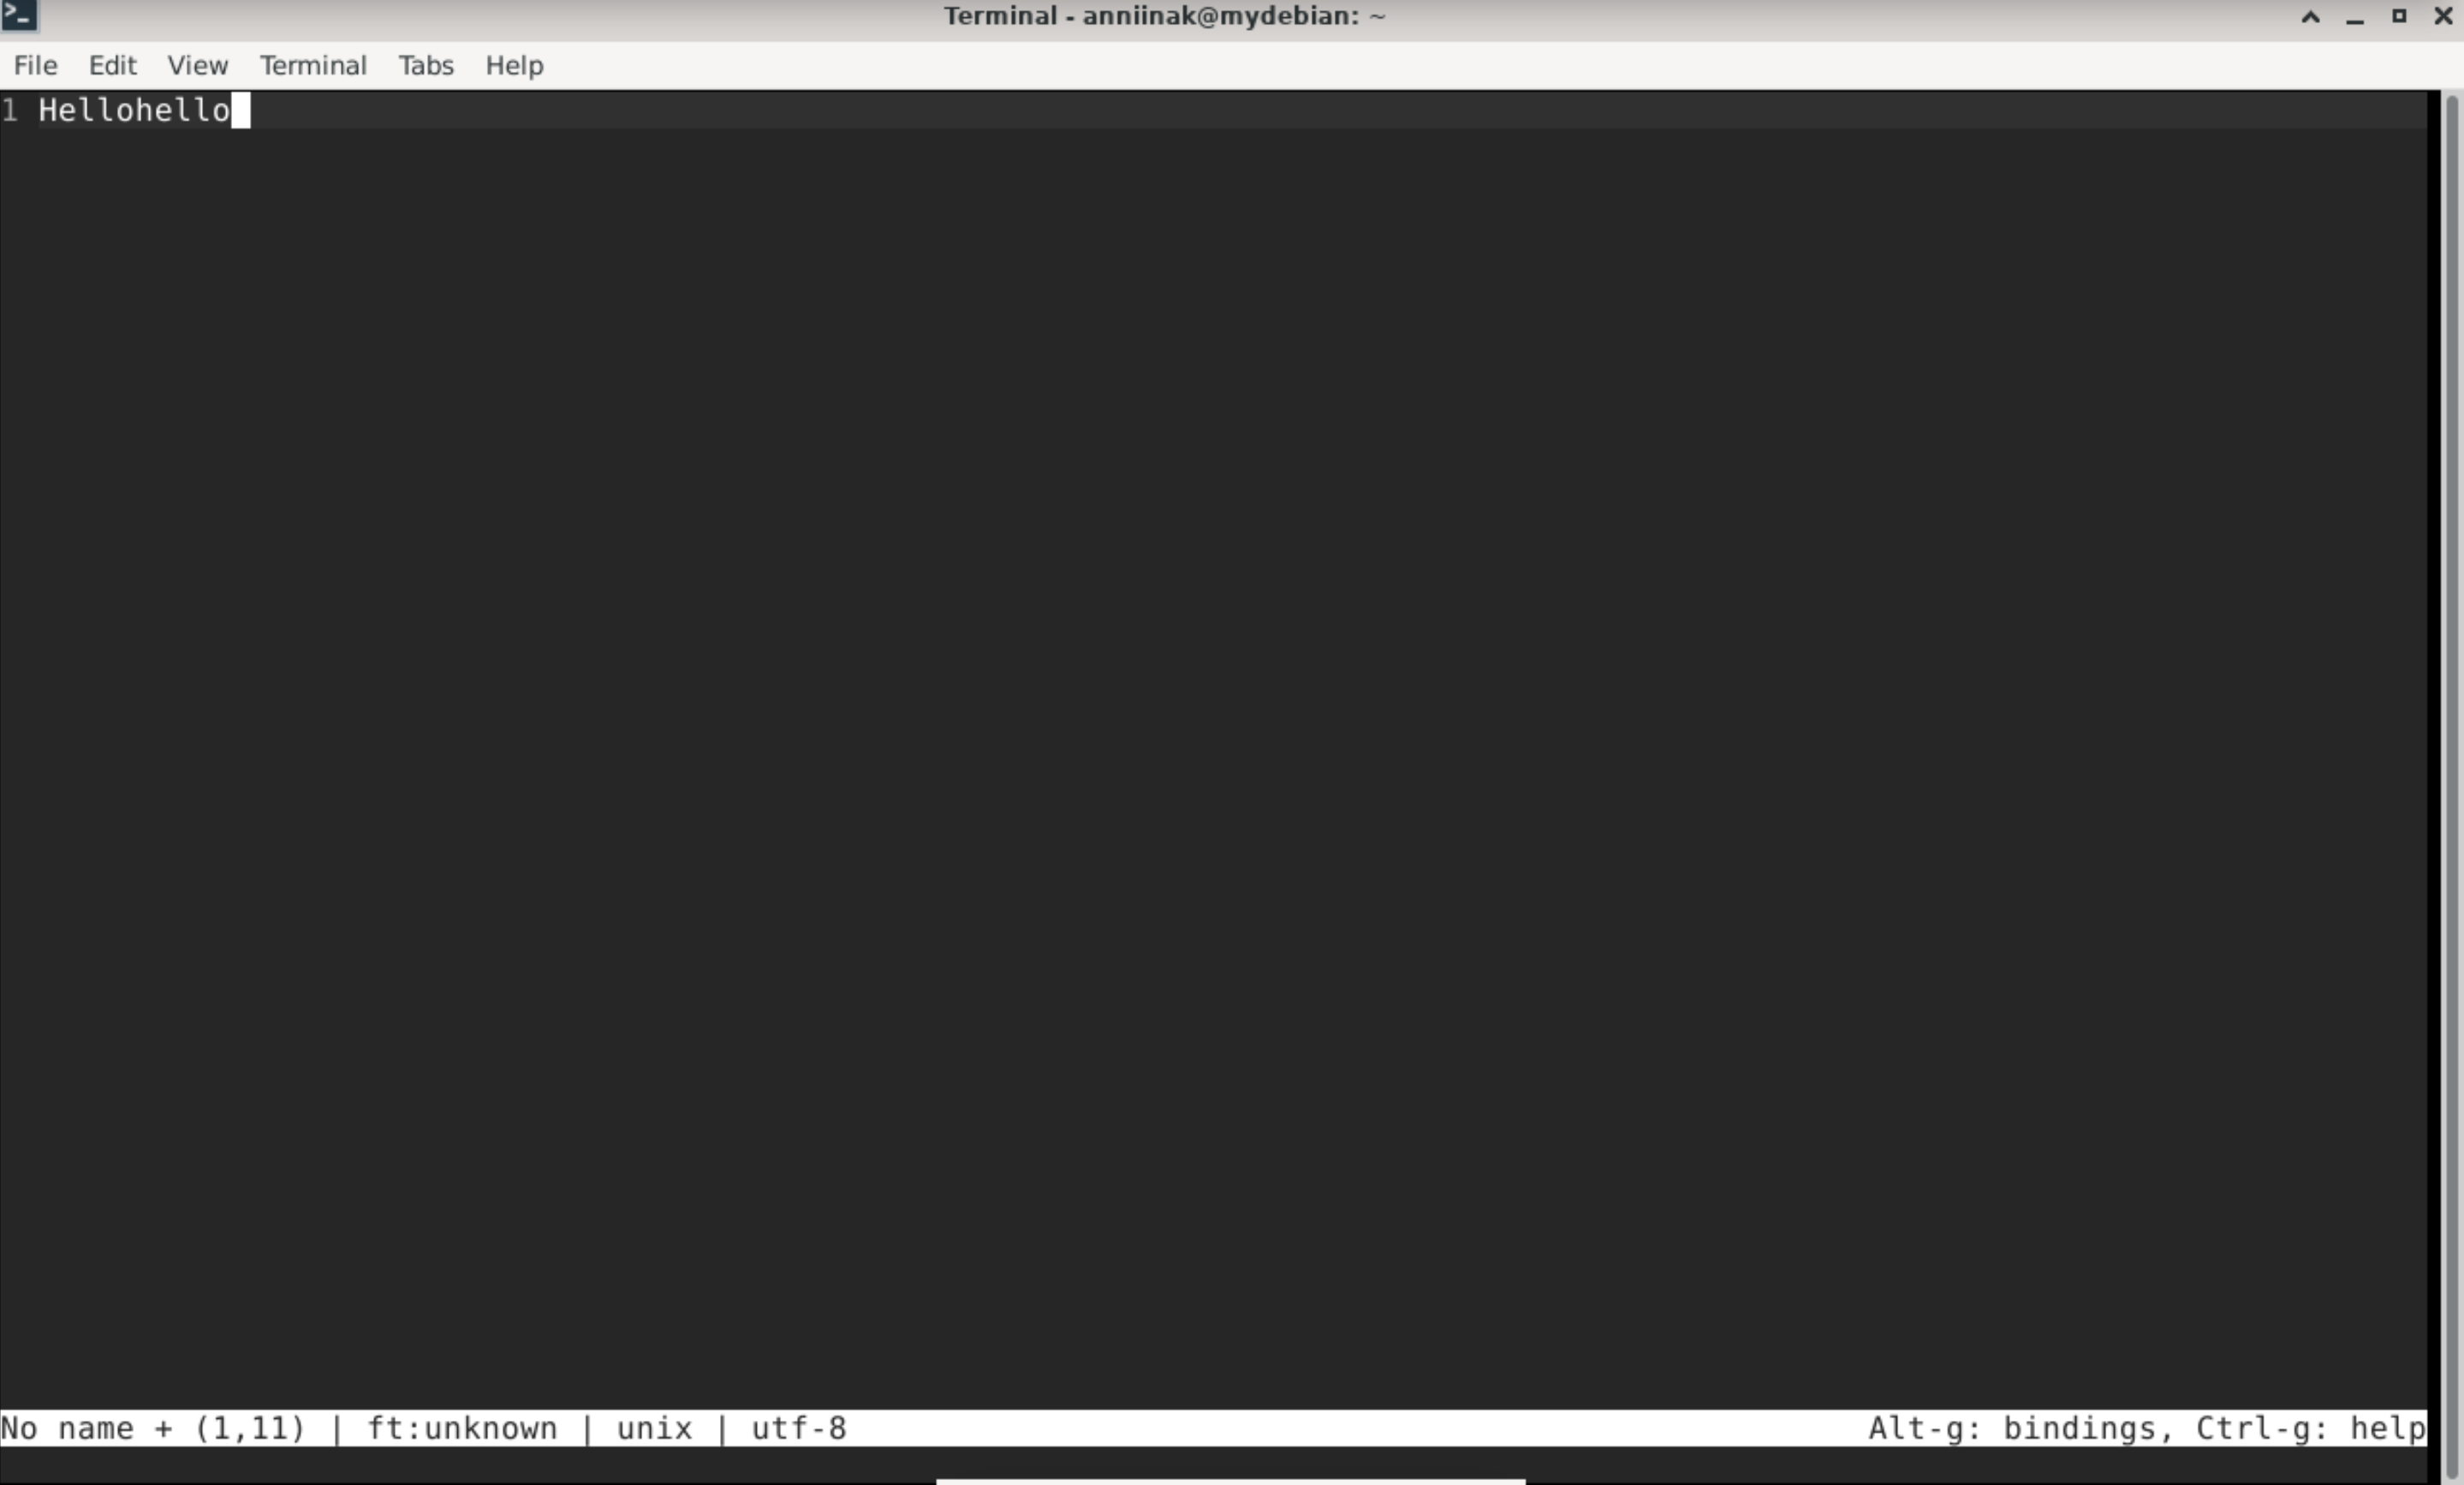 Terminal - anniinak@mydebian: ~
File Edit View Terminal Tabs Help
1 Hellohello
No name + (1,11) | ft:unknown | unix | utf-8 Alt-g: bindings, Ctrl-g: help